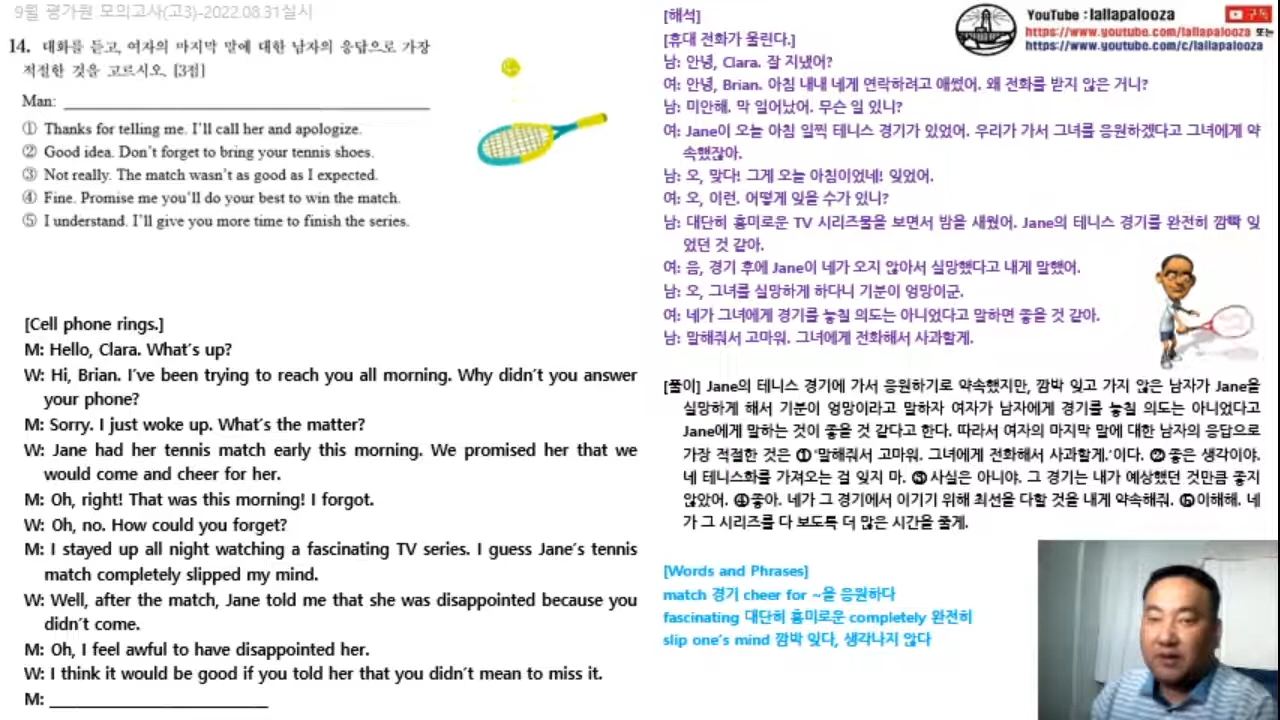 9월 평가원 모의고사(고3)-2022.08.31실시
14. 대화를 듣고, 여자의 마지막 말에 대한 남자의 응답으로 가장
적절한 것을 고르시오. [3점]
Man:
① Thanks for telling me. I'll call her and apologize.
② Good idea. Don't forget to bring your tennis shoes.
③ Not really. The match wasn't as good as I expected.
④ Fine. Promise me you'll do your best to win the match.
⑤ I understand. I'll give you more time to finish the series.
[Cell phone rings.]
M: Hello, Clara. What's up?
W: Hi, Brian. I've been trying to reach you all morning. Why didn't you answer
your phone?
M: Sorry. I just woke up. What's the matter?
W: Jane had her tennis match early this morning. We promised her that we
would come and cheer for her.
M: Oh, right! That was this morning! I forgot.
W: Oh, no. How could you forget?
M: I stayed up all night watching a fascinating TV series. I guess Jane's tennis
match completely slipped my mind.
W: Well, after the match, Jane told me that she was disappointed because you
didn't come.
M: Oh, I feel awful to have disappointed her.
W: I think it would be good if you told her that you didn't mean to miss it.
M:
[해석]
[휴대 전화가 울린다.]
남: 안녕, Clara. 잘 지냈어?
여: 안녕, Brian. 아침 내내 네게 연락하려고 애썼어. 왜 전화를 받지 않은 거니?
남: 미안해. 막 일어났어. 무슨 일 있니?
여: Jane이 오늘 아침 일찍 테니스 경기가 있었어. 우리가 가서 그녀를 응원하겠다고 그녀에게 약
속했잖아.
남: 오, 맞다! 그게 오늘 아침이었네! 잊었어.
여: 오, 이런. 어떻게 잊을 수가 있니?
남: 대단히 흥미로운 TV 시리즈물을 보면서 밤을 새웠어. Jane의 테니스 경기를 완전히 깜빡 잊
었던 것 같아.
여: 음, 경기 후에 Jane이 네가 오지 않아서 실망했다고 내게 말했어.
남: 오, 그녀를 실망하게 하다니 기분이 엉망이군.
여: 네가 그녀에게 경기를 놓칠 의도는 아니었다고 말하면 좋을 것 같아.
남: 말해줘서 고마워. 그녀에게 전화해서 사과할게.
[풀이] Jane의 테니스 경기에 가서 응원하기로 약속했지만, 깜박 잊고 가지 않은 남자가 Jane을
실망하게 해서 기분이 엉망이라고 말하자 여자가 남자에게 경기를 놓칠 의도는 아니었다고
Jane에게 말하는 것이 좋을 것 같다고 한다. 따라서 여자의 마지막 말에 대한 남자의 응답으로
가장 적절한 것은 ① '말해줘서 고마워. 그녀에게 전화해서 사과할게.'이다. ② 좋은 생각이야.
네 테니스화를 가져오는 걸 잊지 마. ③ 사실은 아니야. 그 경기는 내가 예상했던 것만큼 좋지
않았어. ④ 좋아. 네가 그 경기에서 이기기 위해 최선을 다할 것을 내게 약속해줘. ⑤ 이해해. 네
가 그 시리즈를 다 보도록 더 많은 시간을 줄게.
[Words and Phrases]
match 경기 cheer for ~을 응원하다
fascinating 대단히 흥미로운 completely 완전히
slip one's mind 깜박 잊다, 생각나지 않다
YouTube : lallapalooza
구독
https://www.youtube.com/lallapalooza 또는
https://www.youtube.com/c/lallapalooza